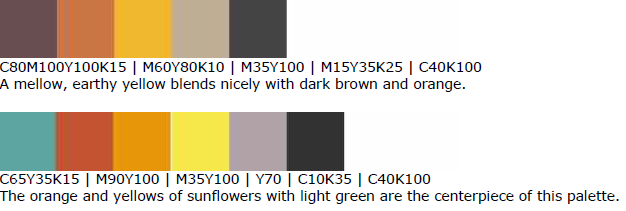 C80M100Y100K15 | M60Y80K10 | M35Y100 | M15Y35K25 | C40K100
A mellow, earthy yellow blends nicely with dark brown and orange.
C65Y35K15 | M90Y100 | M35Y100 | Y70 | C10K35 | C40K100
The orange and yellows of sunflowers with light green are the centerpiece of this palette.